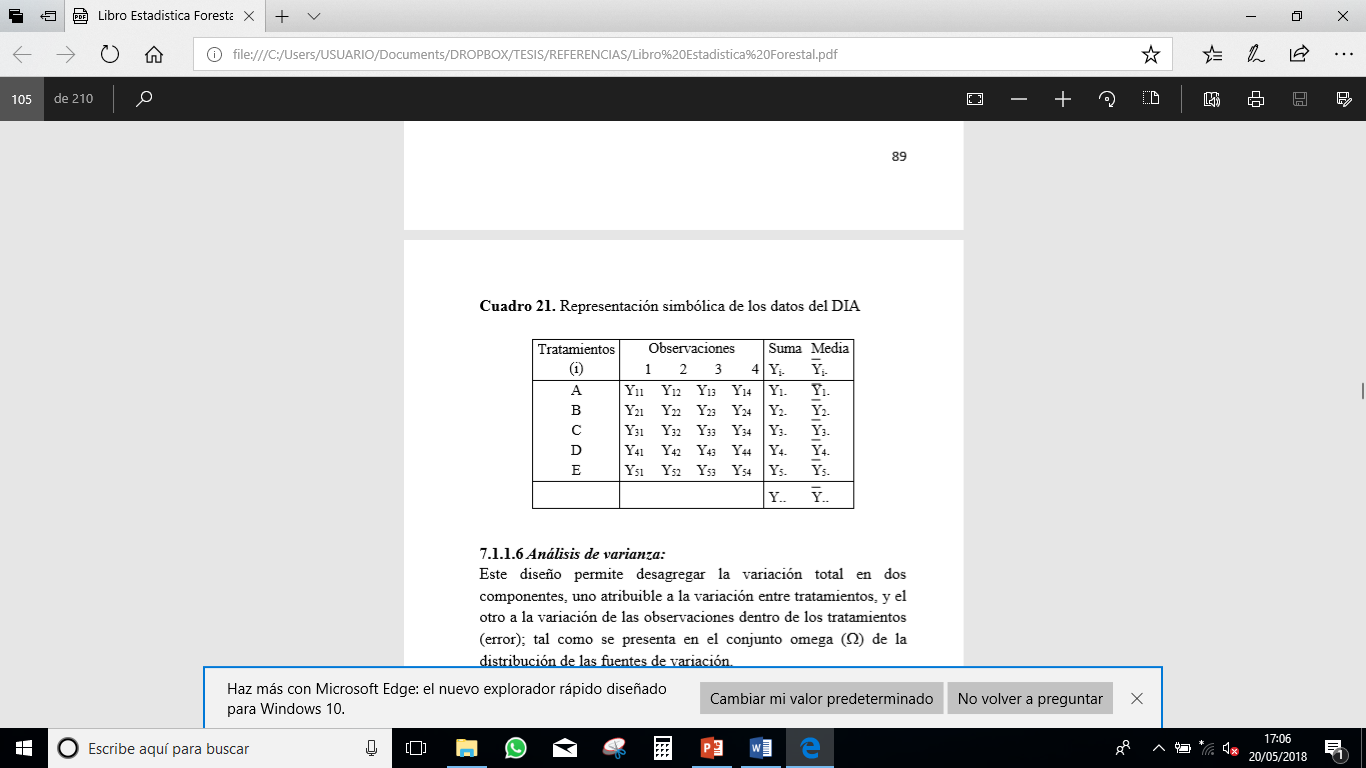 Libro Estadistica Foresta
file:///C:/Users/USUARIO/Documents/DROPBOX/TESIS/REFERENCIAS/Libro%20Estadistica%20Forestal.pdf
105 de 210
89
Cuadro 21. Representación simbólica de los datos del DIA
Tratamientos Observaciones Suma Media
(i) 1 2 3 4 Yi. Y̅i.
A Y11 Y12 Y13 Y14 Y1. Y̅1.
B Y21 Y22 Y23 Y24 Y2. Y̅2.
C Y31 Y32 Y33 Y34 Y3. Y̅3.
D Y41 Y42 Y43 Y44 Y4. Y̅4.
E Y51 Y52 Y53 Y54 Y5. Y̅5.
Y.. Y̅..
7.1.1.6 Análisis de varianza:
Este diseño permite desagregar la variación total en dos
componentes, uno atribuible a la variación entre tratamientos, y el
otro a la variación de las observaciones dentro de los tratamientos
(error); tal como se presenta en el conjunto omega (Ω) de la
distribución de las fuentes de variación.
Haz más con Microsoft Edge: el nuevo explorador rápido diseñado
para Windows 10.
Cambiar mi valor predeterminado
No volver a preguntar
Escribe aquí para buscar
17:06
20/05/2018
1